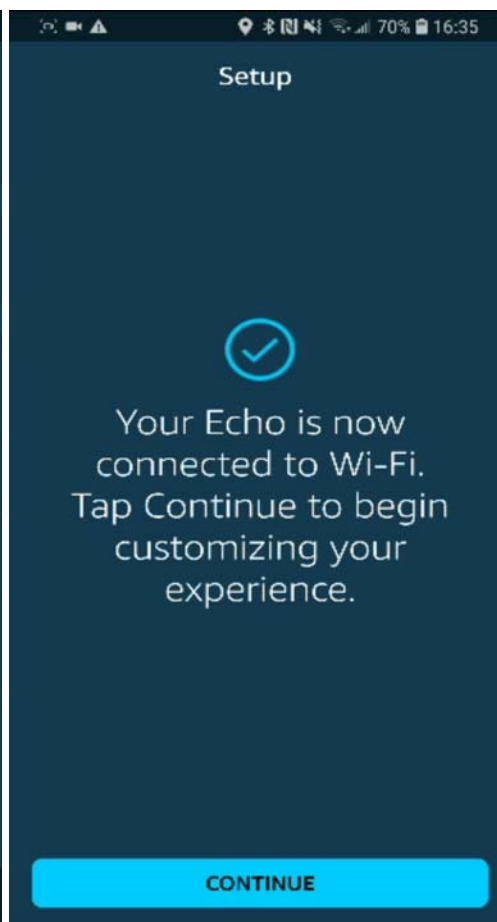 70% 16:35
Setup
Your Echo is now
connected to Wi-Fi.
Tap Continue to begin
customizing your
experience.
CONTINUE